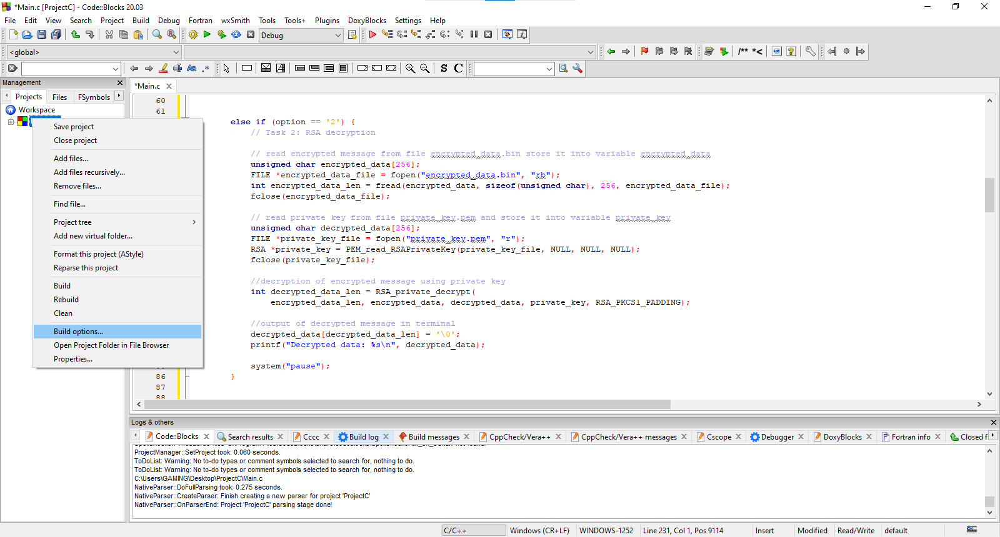 *Main.c [ProjectC] - Code::Blocks 20.03
File Edit View Search Project Build Debug Fortran wxSmith Tools Tools+ Plugins DoxyBlocks Settings Help
Debug
<global>
/** *<
Aa .*
S C
Management
*Main.c
Projects Files FSymbols
Workspace
60
61
Save project
Close project
Add files...
Add files recursively...
Remove files...
Find file...
Project tree
Add new virtual folder...
Format this project (AStyle)
Reparse this project
Build
Rebuild
Clean
Build options...
Open Project Folder in File Browser
Properties...
else if (option == '2') {
// Task 2: RSA decryption
// read encrypted message from file encrypted_data.bin store it into variable encrypted_data
unsigned char encrypted_data[256];
FILE *encrypted_data_file = fopen("encrypted_data.bin", "rb");
int encrypted_data_len = fread(encrypted_data, sizeof(unsigned char), 256, encrypted_data_file);
fclose(encrypted_data_file);
// read private key from file private_key.pem and store it into variable private_key
unsigned char decrypted_data[256];
FILE *private_key_file = fopen("private_key.pem", "r");
RSA *private_key = PEM_read_RSAPrivateKey(private_key_file, NULL, NULL, NULL);
fclose(private_key_file);
//decryption of encrypted message using private key
int decrypted_data_len = RSA_private_decrypt(
encrypted_data_len, encrypted_data, decrypted_data, private_key, RSA_PKCS1_PADDING);
//output of decrypted message in terminal
decrypted_data[decrypted_data_len] = '\0';
printf("Decrypted data: %s\n", decrypted_data);
system("pause");
86 }
87
88
Logs & others
Code::Blocks Search results Cccc Build log Build messages CppCheck/Vera++ CppCheck/Vera++ messages Cscope Debugger DoxyBlocks Fortran info Closed f
ProjectManager::SetProject took: 0.060 seconds.
ToDoList: Warning: No to-do types or comment symbols selected to search for, nothing to do.
ToDoList: Warning: No to-do types or comment symbols selected to search for, nothing to do.
C:\Users\GAMING\Desktop\ProjectC\Main.c
NativeParser::DoFullParsing took: 0.275 seconds.
NativeParser::CreateParser: Finish creating a new parser for project 'ProjectC'
NativeParser::OnParserEnd: Project 'ProjectC' parsing stage done!
C/C++ Windows (CR+LF) WINDOWS-1252 Line 231, Col 1, Pos 9114 Insert Modified Read/Write default